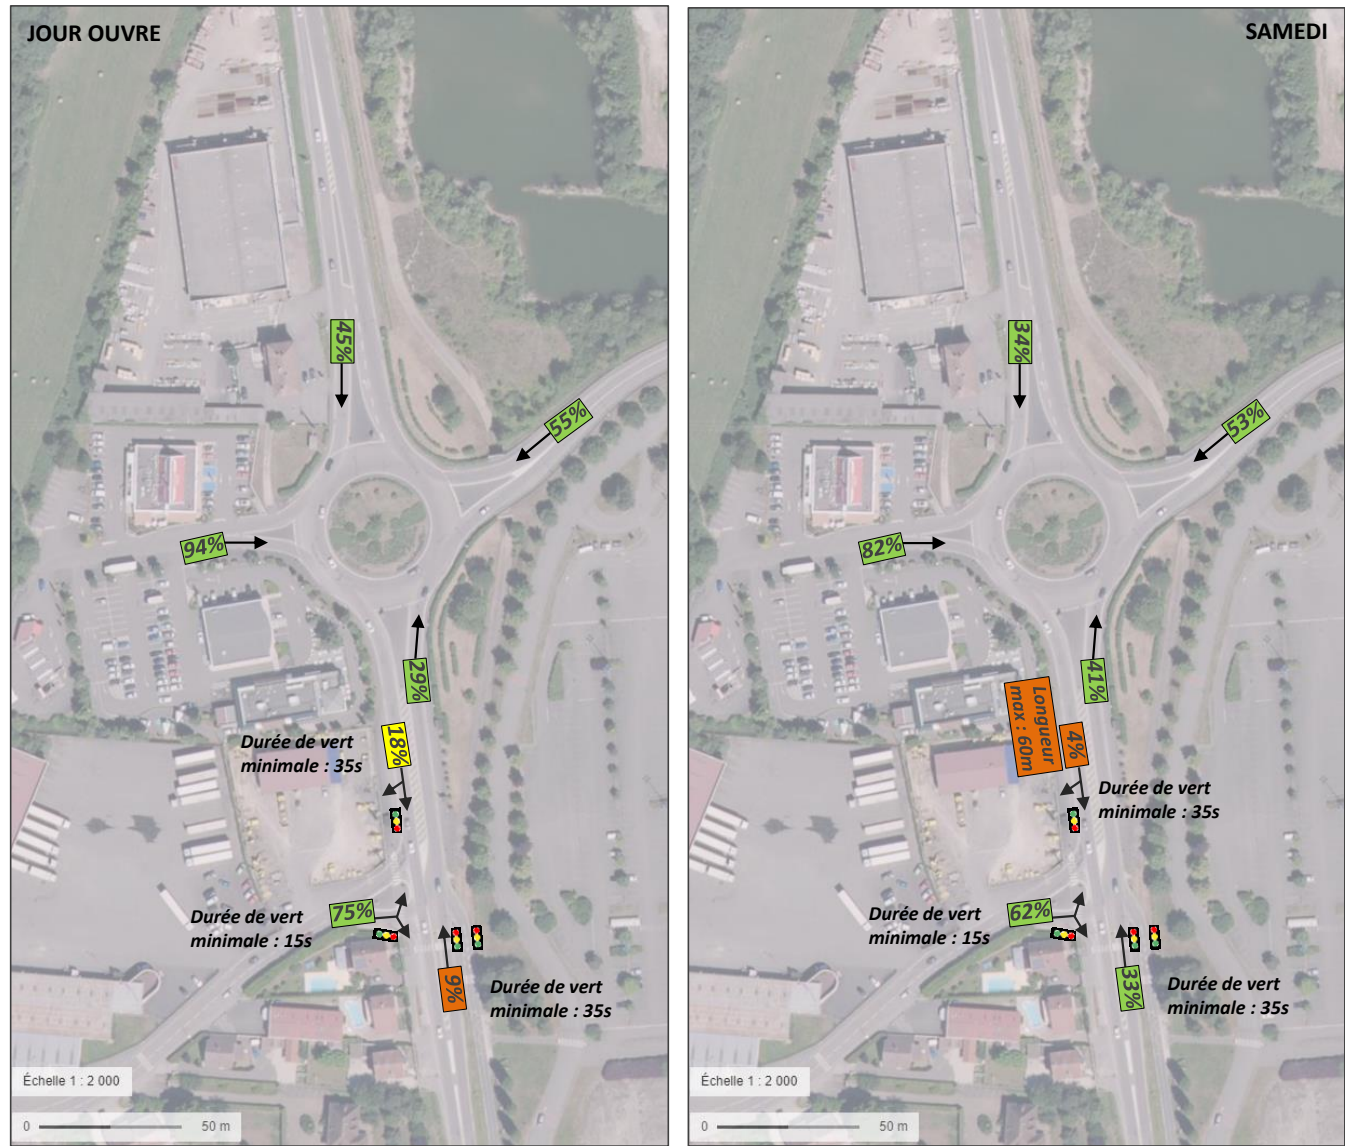 JOUR OUVRE
45%
55%
94%
29%
18%
Durée de vert
minimale : 35s
75%
Durée de vert
minimale : 15s
9%
Durée de vert
minimale : 35s
Échelle 1 : 2 000
0 50 m
SAMEDI
34%
53%
82%
41%
Longueur
max : 60m
4%
Durée de vert
minimale : 35s
62%
Durée de vert
minimale : 15s
33%
Durée de vert
minimale : 35s
Échelle 1 : 2 000
0 50 m